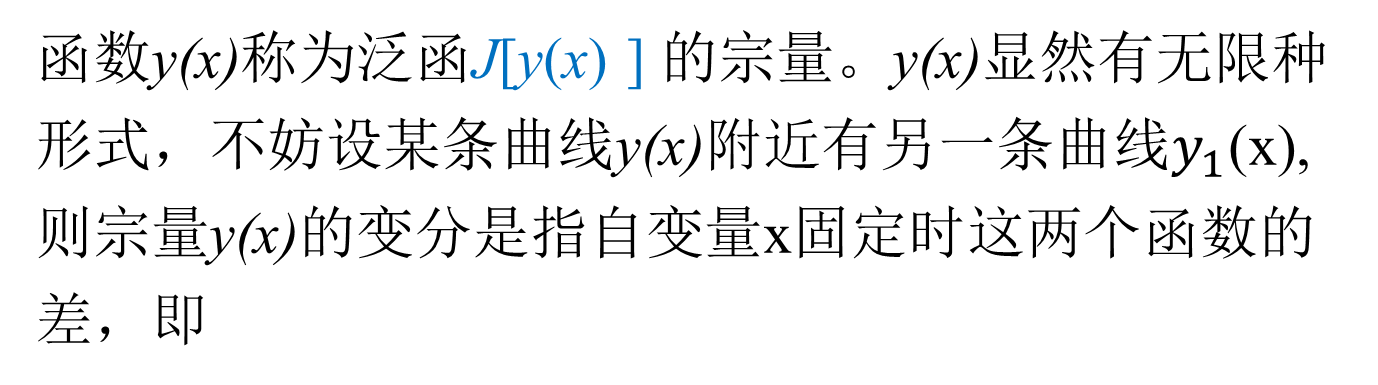 函数y(x)称为泛函J[y(x) ] 的宗量。y(x)显然有无限种
形式，不妨设某条曲线y(x)附近有另一条曲线y₁(x),
则宗量y(x)的变分是指自变量x固定时这两个函数的
差，即